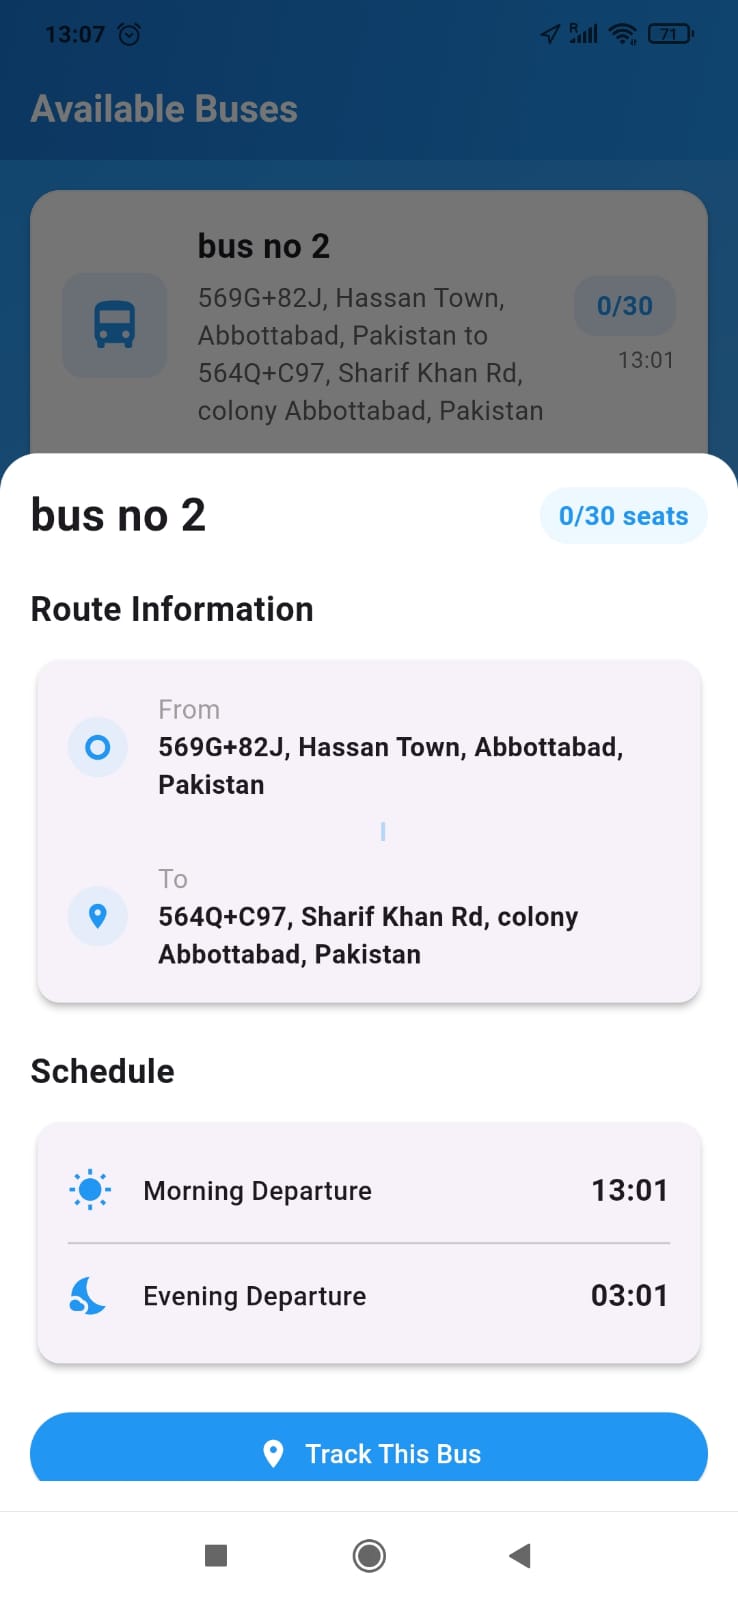 13:07
R
71
Available Buses
bus no 2
569G+82J, Hassan Town,
Abbottabad, Pakistan to
564Q+C97, Sharif Khan Rd,
colony Abbottabad, Pakistan
0/30
13:01
bus no 2
0/30 seats
Route Information
From
569G+82J, Hassan Town, Abbottabad,
Pakistan
To
564Q+C97, Sharif Khan Rd, colony
Abbottabad, Pakistan
Schedule
Morning Departure
13:01
Evening Departure
03:01
Track This Bus